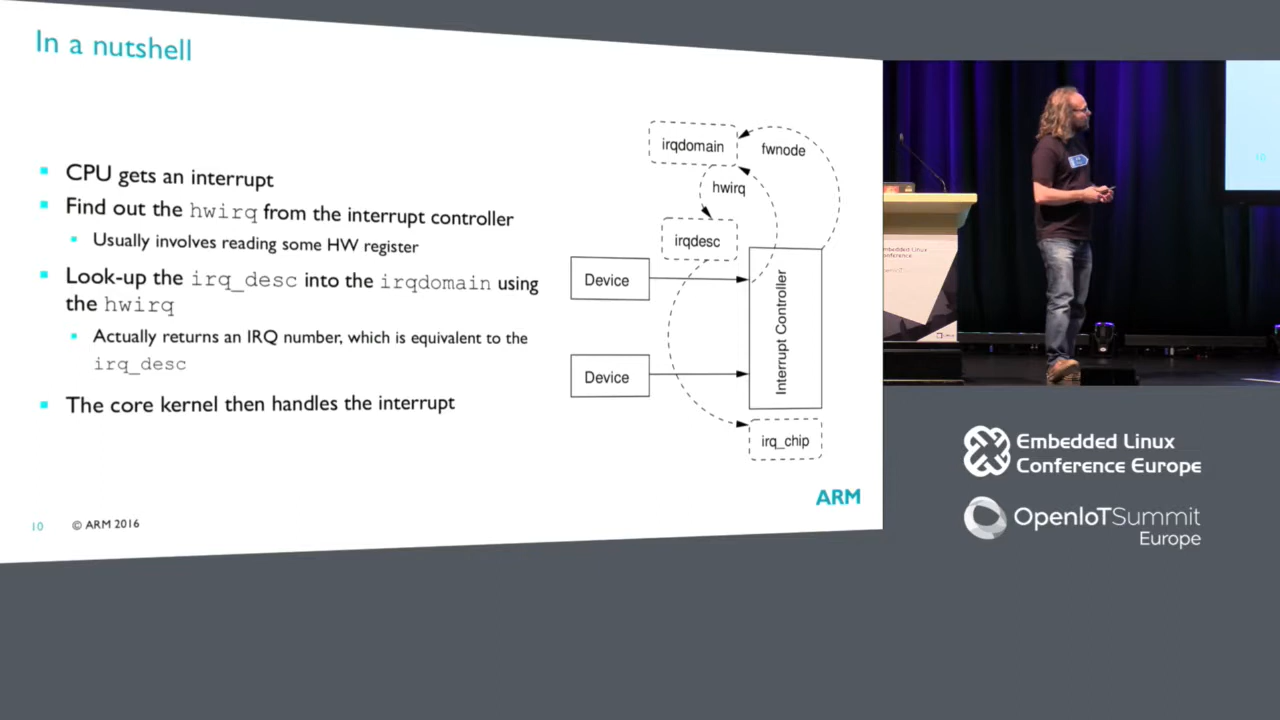 In a nutshell
CPU gets an interrupt
Find out the hwirq from the interrupt controller
Usually involves reading some HW register
Look-up the irq_desc into the irqdomain using
the hwirq
Actually returns an IRQ number, which is equivalent to the
irq_desc
The core kernel then handles the interrupt
irqdomain
fwnode
hwirq
irqdesc
Device
Device
Interrupt Controller
irq_chip
ARM
10 © ARM 2016
10
Embedded Linux
Conference Europe
OpenIoTSummit
Europe